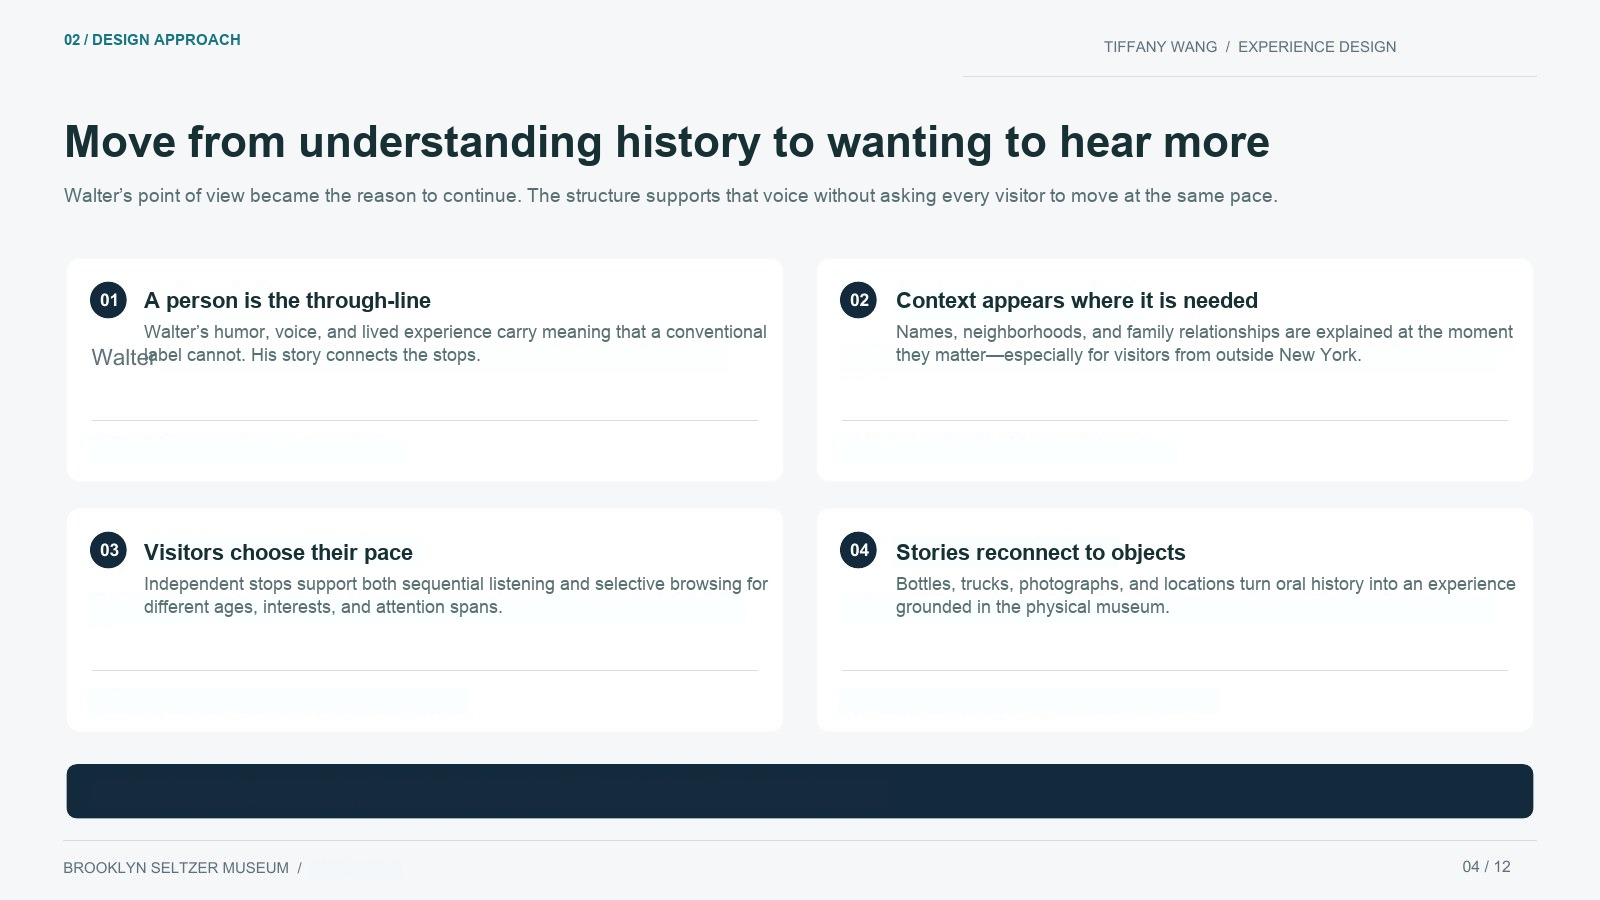 02 / DESIGN APPROACH
TIFFANY WANG / EXPERIENCE DESIGN
Move from understanding history to wanting to hear more
Walter’s point of view became the reason to continue. The structure supports that voice without asking every visitor to move at the same pace.
01
A person is the through-line
Walter’s humor, voice, and lived experience carry meaning that a conventional
label cannot. His story connects the stops.
Walter
02
Context appears where it is needed
Names, neighborhoods, and family relationships are explained at the moment
they matter—especially for visitors from outside New York.
03
Visitors choose their pace
Independent stops support both sequential listening and selective browsing for
different ages, interests, and attention spans.
04
Stories reconnect to objects
Bottles, trucks, photographs, and locations turn oral history into an experience
grounded in the physical museum.
BROOKLYN SELTZER MUSEUM /
04 / 12